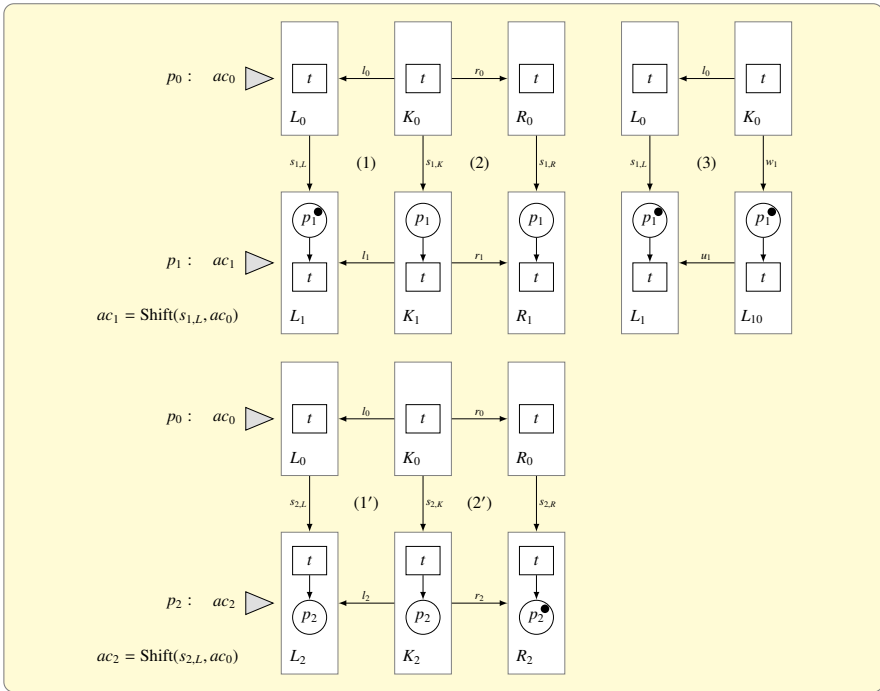 p₀ : ac₀ t l₀ t r₀ t t l₀ t
L₀ K₀ R₀ L₀ K₀
s₁,L (1) s₁,K (2) s₁,R s₁,L (3) w₁
p₁ p₁ p₁ p₁ p₁
p₁ : ac₁ t l₁ t r₁ t t u₁ t
ac₁ = Shift(s₁,L, ac₀) L₁ K₁ R₁ L₁ L₁₀
p₀ : ac₀ t l₀ t r₀ t
L₀ K₀ R₀
s₂,L (1′) s₂,K (2′) s₂,R
t t t
p₂ : ac₂ p₂ l₂ p₂ r₂ p₂
ac₂ = Shift(s₂,L, ac₀) L₂ K₂ R₂